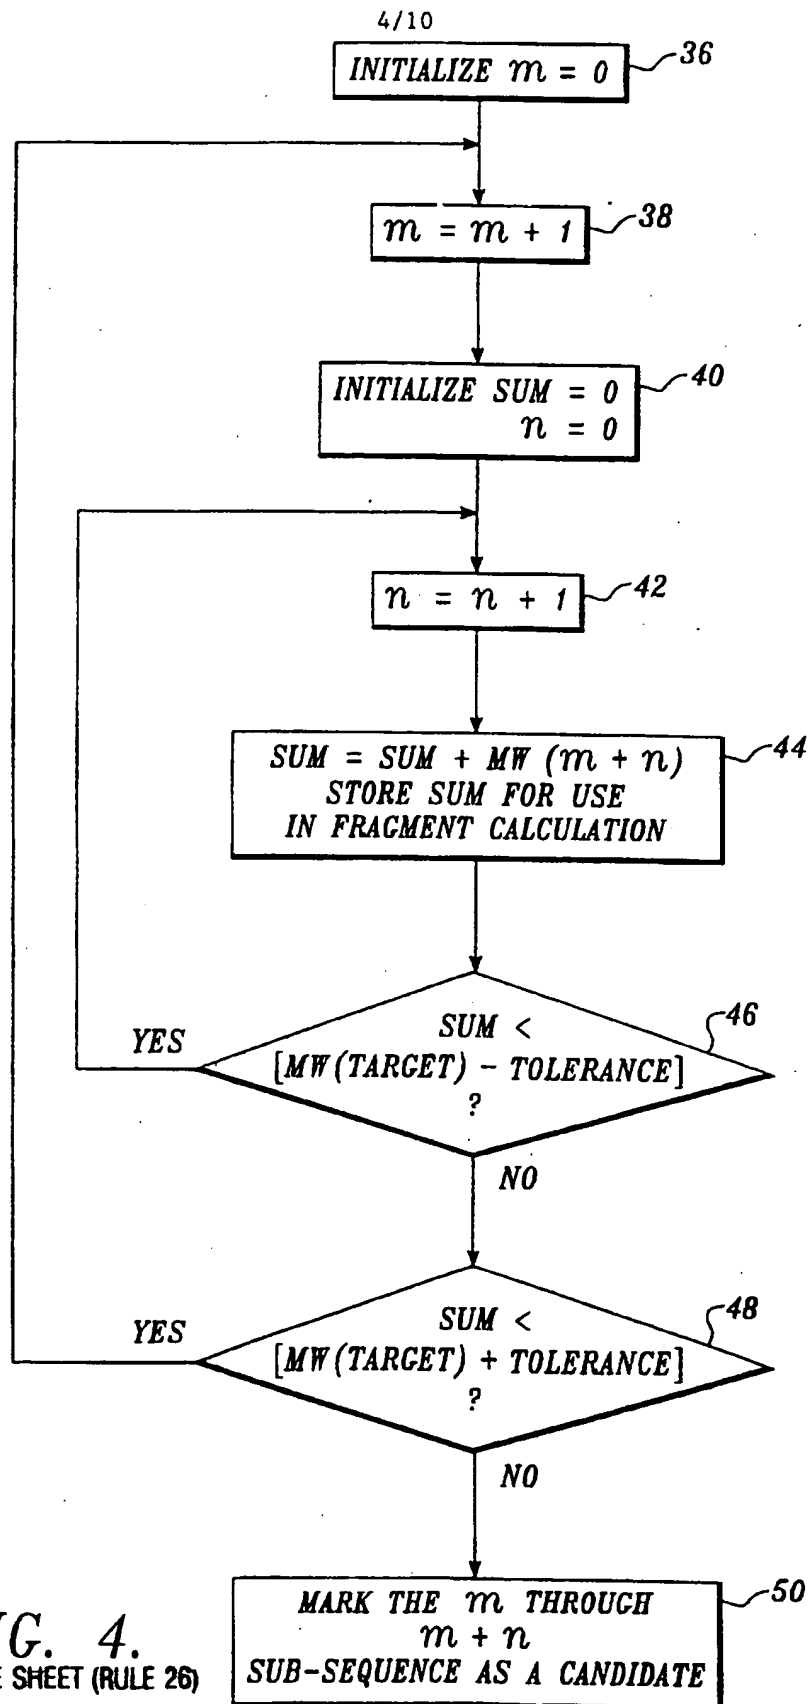 4/10
INITIALIZE m = 0
36
m = m + 1
38
INITIALIZE SUM = 0
n = 0
40
n = n + 1
42
SUM = SUM + MW (m + n)
STORE SUM FOR USE
IN FRAGMENT CALCULATION
44
YES
SUM <
[MW(TARGET) - TOLERANCE]
?
46
NO
YES
SUM <
[MW(TARGET) + TOLERANCE]
?
48
NO
MARK THE m THROUGH
m + n
SUB-SEQUENCE AS A CANDIDATE
50
4.
SHEET (RULE 26)